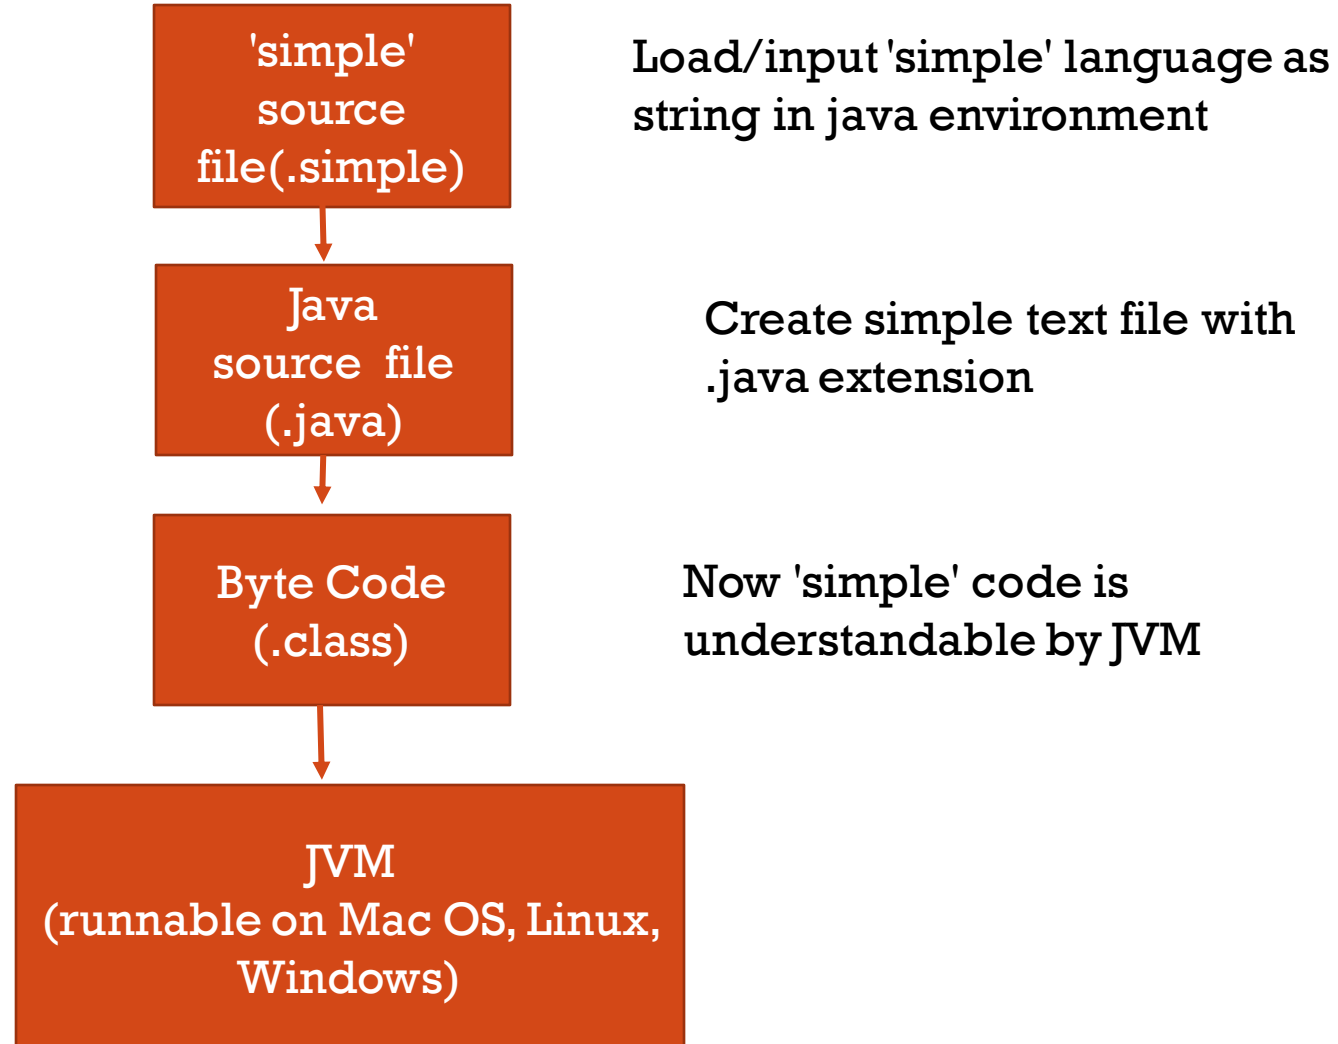 'simple'
source
file(.simple)
Load/input 'simple' language as
string in java environment
Java
source file
(.java)
Create simple text file with
.java extension
Byte Code
(.class)
Now 'simple' code is
understandable by JVM
JVM
(runnable on Mac OS, Linux,
Windows)